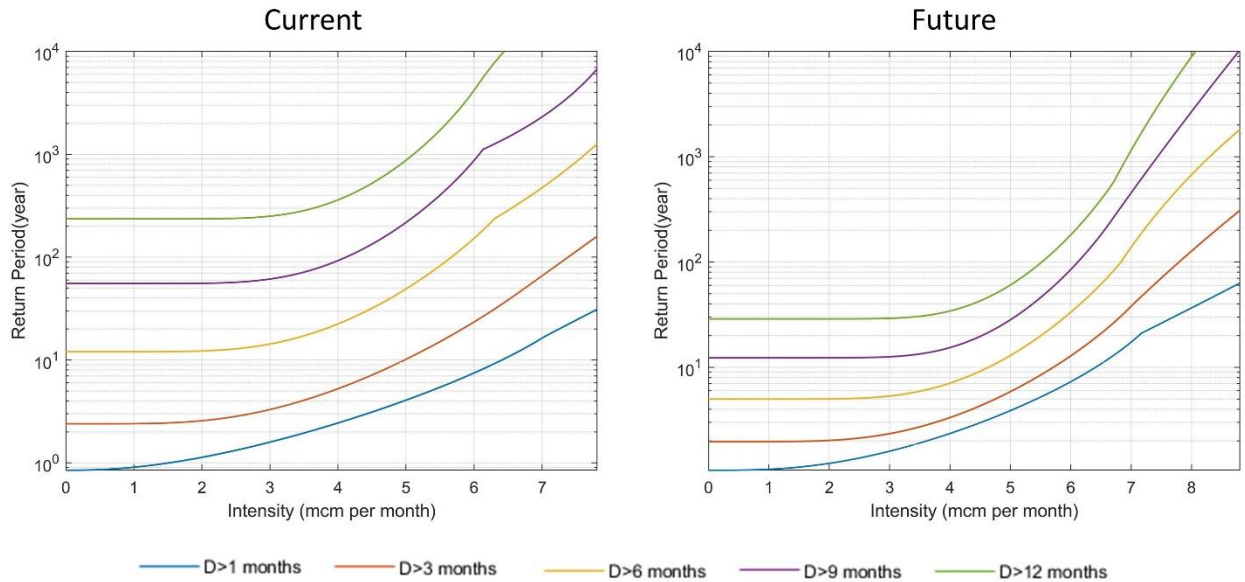 Current
Future
10^4
10^3
10^2
10^1
10^0
Return Period(year)
0 1 2 3 4 5 6 7
Intensity (mcm per month)
10^4
10^3
10^2
10^1
Return Period(year)
0 1 2 3 4 5 6 7 8
Intensity (mcm per month)
D>1 months D>3 months D>6 months D>9 months D>12 months